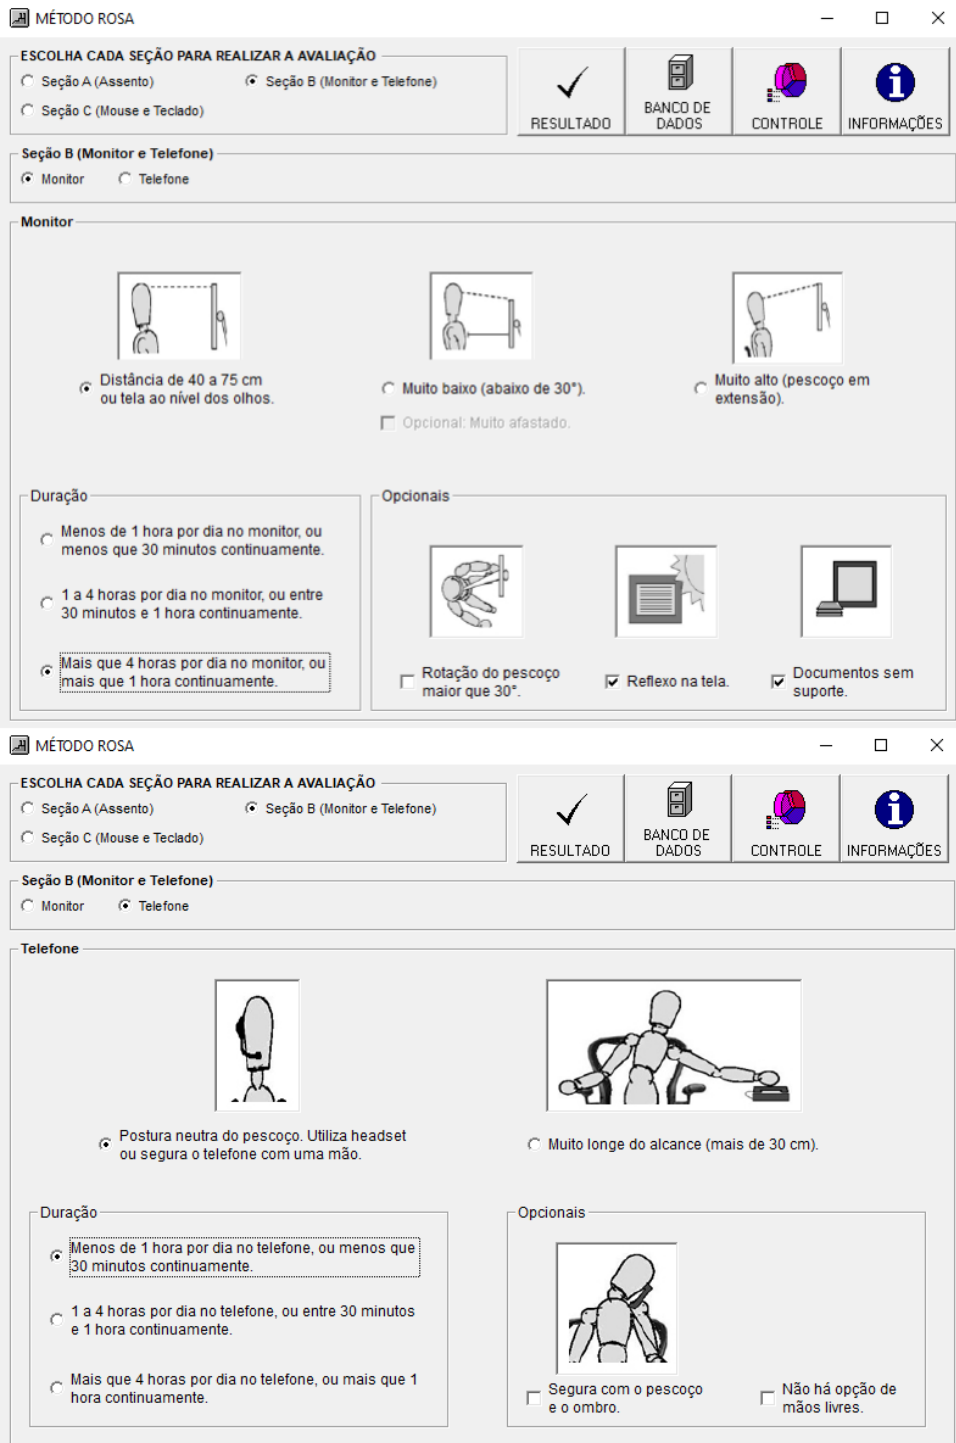 MÉTODO ROSA
ESCOLHA CADA SEÇÃO PARA REALIZAR A AVALIAÇÃO
Seção A (Assento)
Seção B (Monitor e Telefone)
Seção C (Mouse e Teclado)
RESULTADO
BANCO DE
DADOS
CONTROLE
INFORMAÇÕES
Seção B (Monitor e Telefone)
Monitor
Telefone
Monitor
Distância de 40 a 75 cm
ou tela ao nível dos olhos.
Muito baixo (abaixo de 30°).
Opcional: Muito afastado.
Muito alto (pescoço em
extensão).
Duração
Menos de 1 hora por dia no monitor, ou
menos que 30 minutos continuamente.
1 a 4 horas por dia no monitor, ou entre
30 minutos e 1 hora continuamente.
Mais que 4 horas por dia no monitor, ou
mais que 1 hora continuamente.
Opcionais
Rotação do pescoço
maior que 30°.
Reflexo na tela.
Documentos sem
suporte.
MÉTODO ROSA
ESCOLHA CADA SEÇÃO PARA REALIZAR A AVALIAÇÃO
Seção A (Assento)
Seção B (Monitor e Telefone)
Seção C (Mouse e Teclado)
RESULTADO
BANCO DE
DADOS
CONTROLE
INFORMAÇÕES
Seção B (Monitor e Telefone)
Monitor
Telefone
Telefone
Postura neutra do pescoço. Utiliza headset
ou segura o telefone com uma mão.
Muito longe do alcance (mais de 30 cm).
Duração
Menos de 1 hora por dia no telefone, ou menos que
30 minutos continuamente.
1 a 4 horas por dia no telefone, ou entre 30 minutos
e 1 hora continuamente.
Mais que 4 horas por dia no telefone, ou mais que 1
hora continuamente.
Opcionais
Segura com o pescoço
e o ombro.
Não há opção de
mãos livres.